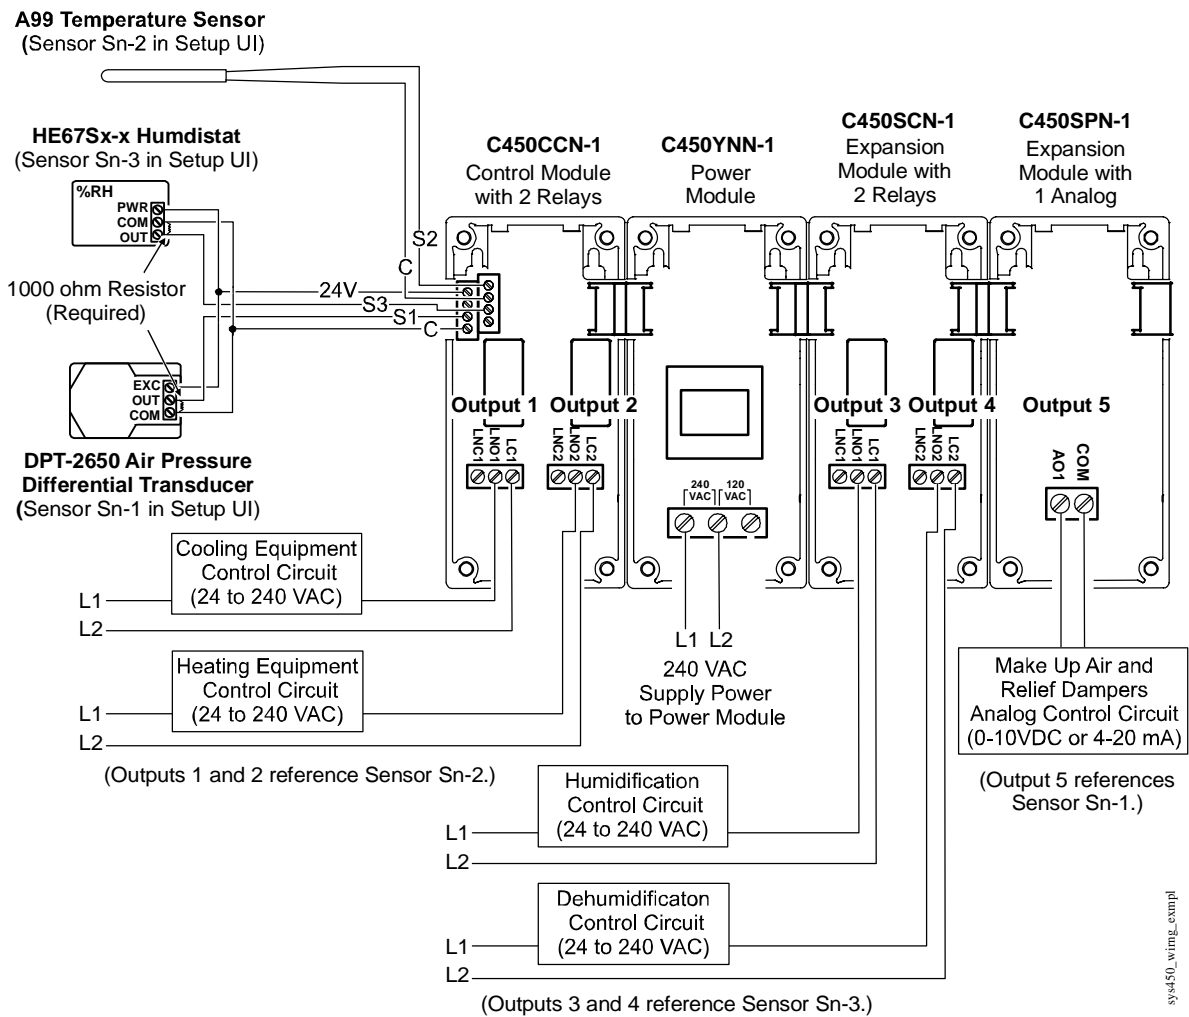 A99 Temperature Sensor
(Sensor Sn-2 in Setup UI)
HE67Sx-x Humdistat
(Sensor Sn-3 in Setup UI)
%RH
PWR
COM
OUT
1000 ohm Resistor
(Required)
EXC
OUT
COM
DPT-2650 Air Pressure
Differential Transducer
(Sensor Sn-1 in Setup UI)
S2
C
24V
S3
S1
C
C450CCN-1
Control Module
with 2 Relays
C450YNN-1
Power
Module
C450SCN-1
Expansion
Module with
2 Relays
C450SPN-1
Expansion
Module with
1 Analog
Output 1
Output 2
Output 3
Output 4
Output 5
LNC1
LNO1
LC1
LNC2
LNO2
LC2
240
VAC
120
VAC
LNC1
LNO1
LC1
LNC2
LNO2
LC2
AO1
COM
Cooling Equipment
Control Circuit
(24 to 240 VAC)
L1
L2
Heating Equipment
Control Circuit
(24 to 240 VAC)
L1
L2
(Outputs 1 and 2 reference Sensor Sn-2.)
L1 L2
240 VAC
Supply Power
to Power Module
Make Up Air and
Relief Dampers
Analog Control Circuit
(0-10VDC or 4-20 mA)
(Output 5 references
Sensor Sn-1.)
Humidification
Control Circuit
(24 to 240 VAC)
L1
L2
Dehumidificaton
Control Circuit
(24 to 240 VAC)
L1
L2
(Outputs 3 and 4 reference Sensor Sn-3.)
sys450_wirng_exmpl